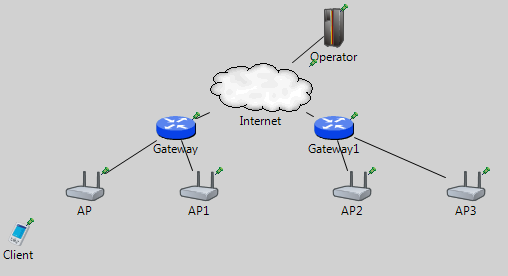 Operator
Internet
Gateway
Gateway1
AP
AP1
AP2
AP3
Client